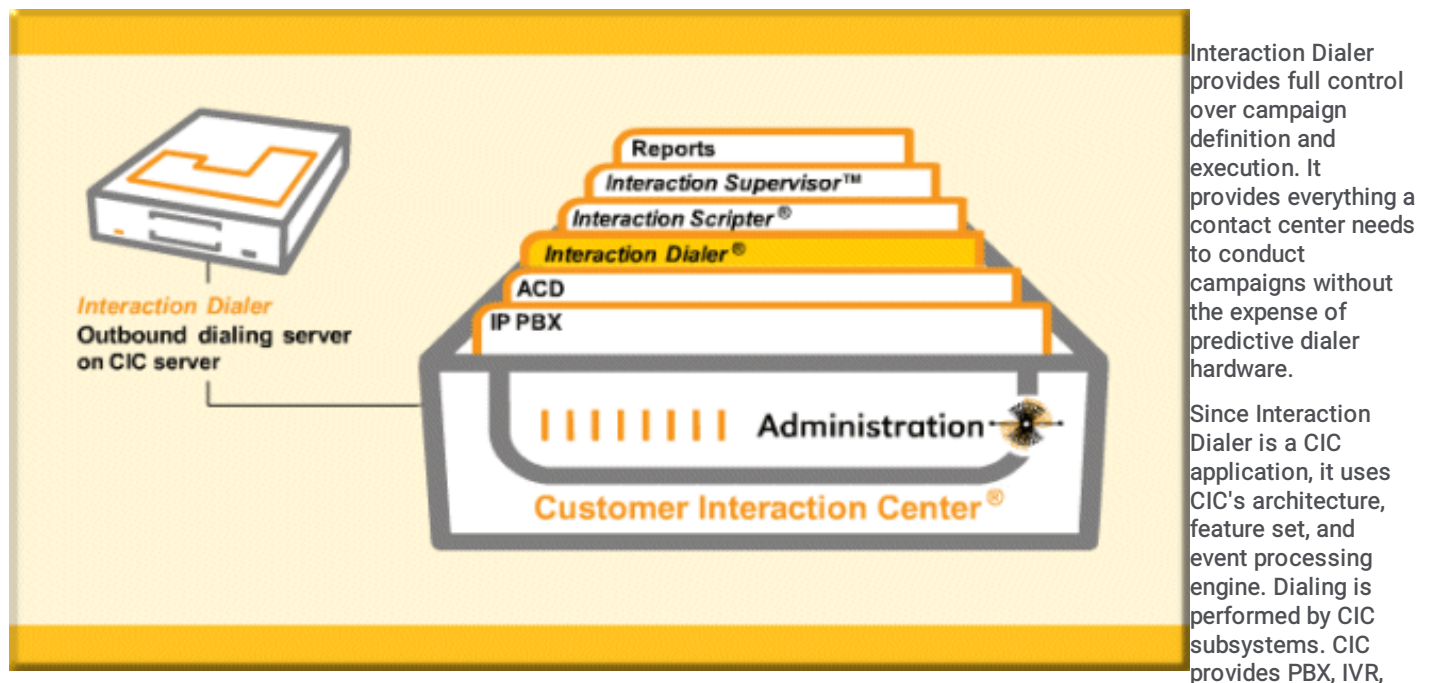 Reports
Interaction Supervisor™
Interaction Scripter®
Interaction Dialer®
ACD
IP PBX
Interaction Dialer
Outbound dialing server
on CIC server
Administration
Customer Interaction Center®
Interaction Dialer
provides full control
over campaign
definition and
execution. It
provides everything a
contact center needs
to conduct
campaigns without
the expense of
predictive dialer
hardware.
Since Interaction
Dialer is a CIC
application, it uses
CIC's architecture,
feature set, and
event processing
engine. Dialing is
performed by CIC
subsystems. CIC
provides PBX, IVR,